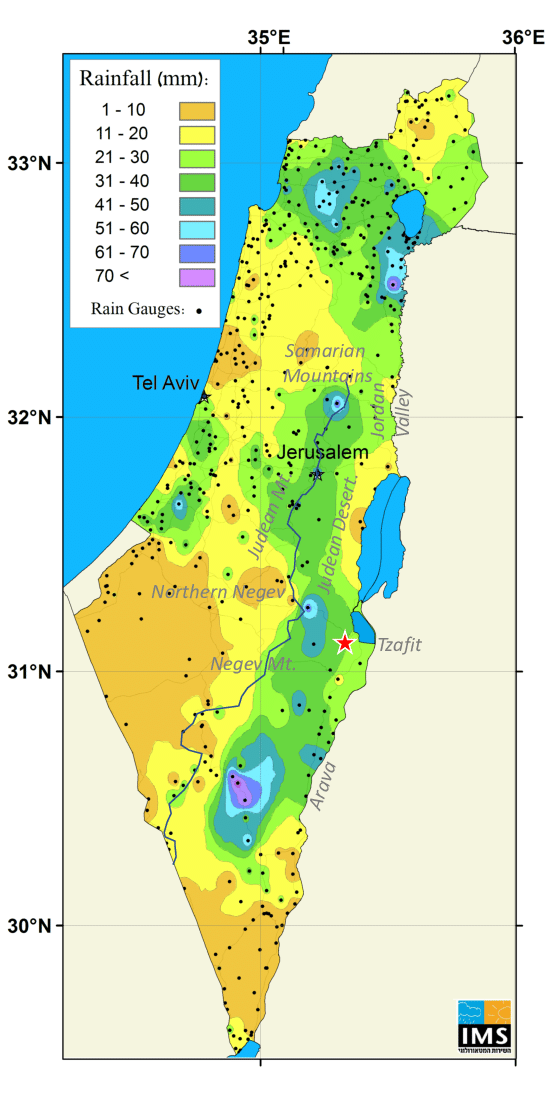 35°E
36°E
Rainfall (mm):
1 - 10
11 - 20
21 - 30
31 - 40
41 - 50
51 - 60
61 - 70
70 <
Rain Gauges:
33°N
Samarian
Mountains
Tel Aviv
Jordan
Valley
32°N
Jerusalem
Judean Mt.
Judean Desert
Northern Negev
Tzafit
Negev Mt.
31°N
Arava
30°N
IMS
השירות המטאורולוגי